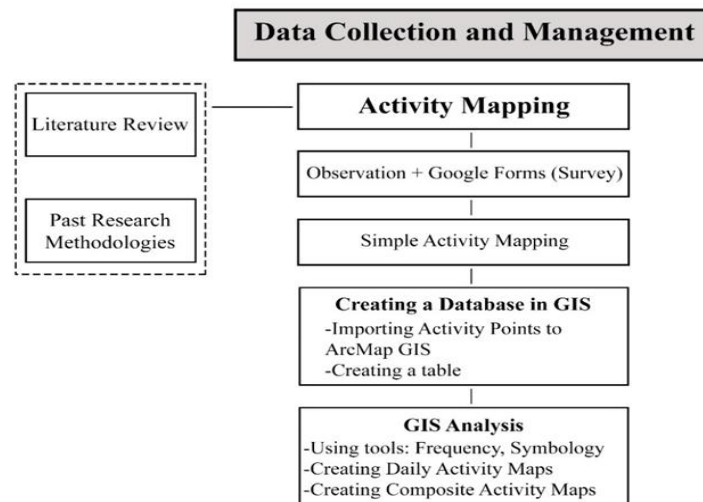 Data Collection and Management
Literature Review
Past Research
Methodologies
Activity Mapping
Observation + Google Forms (Survey)
Simple Activity Mapping
Creating a Database in GIS
-Importing Activity Points to
ArcMap GIS
-Creating a table
GIS Analysis
-Using tools: Frequency, Symbology
-Creating Daily Activity Maps
-Creating Composite Activity Maps